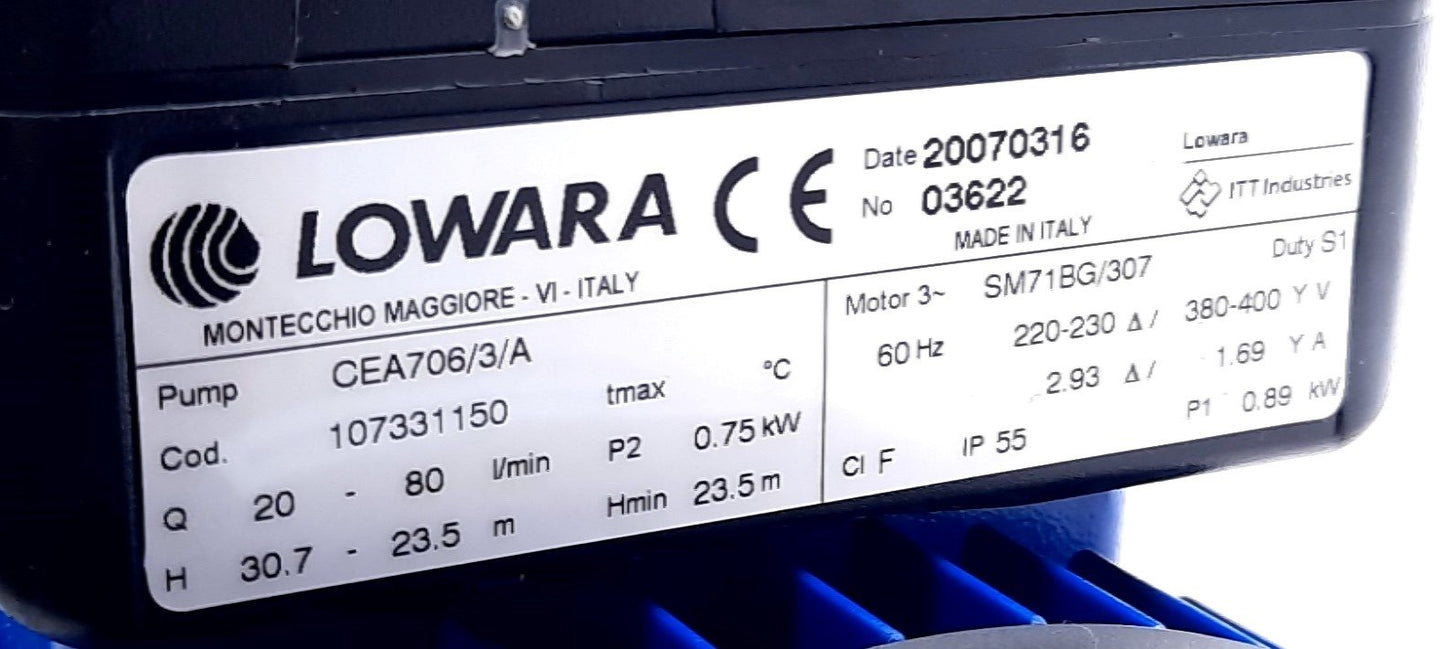 LOWARA CE
MONTECCHIO MAGGIORE - VI - ITALY
Date 20070316
No 03622
MADE IN ITALY
Lowara
ITT Industries
Pump CEA706/3/A
Cod. 107331150 tmax °C
Q 20 - 80 l/min P2 0.75 kW
H 30.7 - 23.5 m Hmin 23.5 m
Motor 3~ SM71BG/307 Duty S1
60 Hz 220-230 Δ / 380-400 Y V
2.93 Δ / 1.69 Y A
Cl F IP 55 P1 0.89 kW